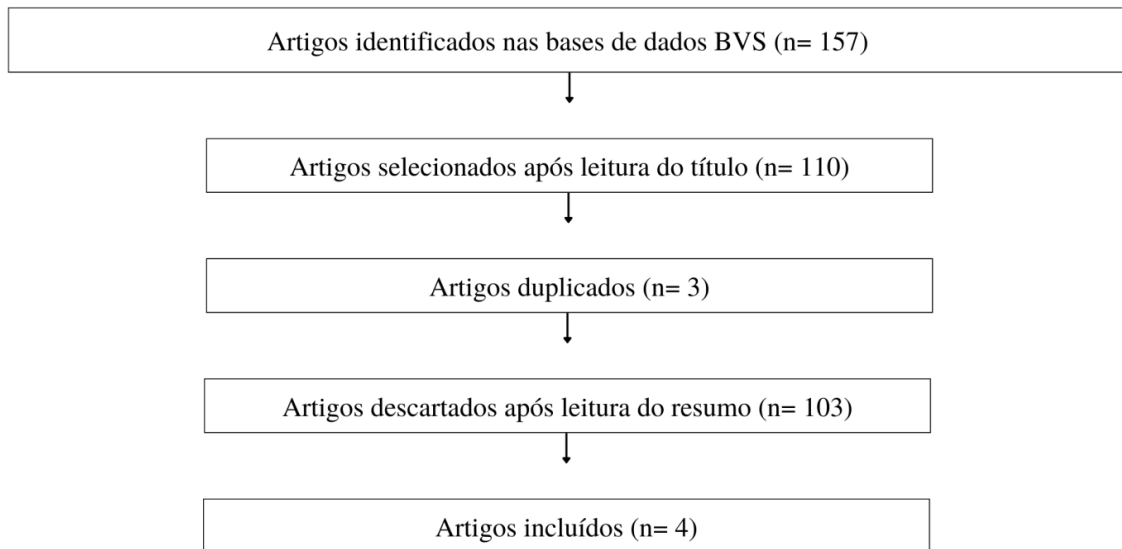 Artigos identificados nas bases de dados BVS (n= 157)
Artigos selecionados após leitura do título (n= 110)
Artigos duplicados (n= 3)
Artigos descartados após leitura do resumo (n= 103)
Artigos incluídos (n= 4)